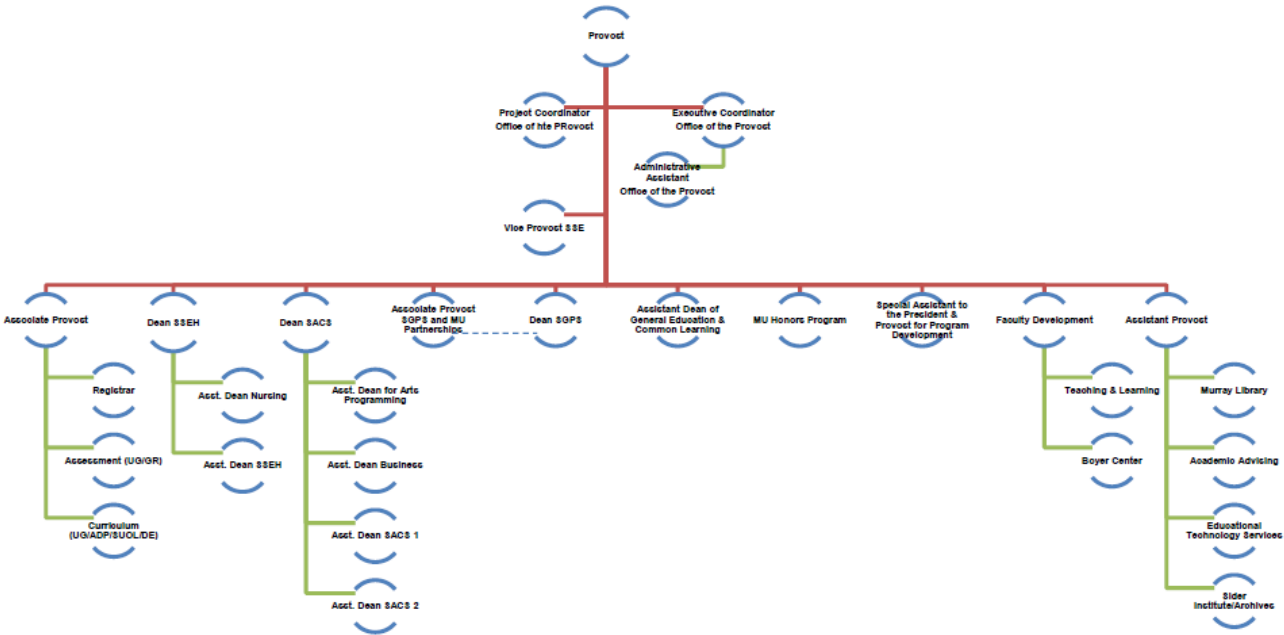 Provost
Project Coordinator
Office of hte PRovost
Executive Coordinator
Office of the Provost
Administrative
Assistant
Office of the Provost
Vice Provost SSE
Associate Provost
Dean SSEH
Dean SACS
Associate Provost
SGPS and MU
Partnerships
Dean SGPS
Assistant Dean of
General Education &
Common Learning
MU Honors Program
Special Assistant to
the President &
Provost for Program
Development
Faculty Development
Assistant Provost
Registrar
Assessment (UG/GR)
Curriculum
(UG/ADP/SUOL/DE)
Asst. Dean Nursing
Asst. Dean SSEH
Asst. Dean for Arts
Programming
Asst. Dean Business
Asst. Dean SACS 1
Asst. Dean SACS 2
Teaching & Learning
Boyer Center
Murray Library
Academic Advising
Educational
Technology Services
Sider
Institute/Archives